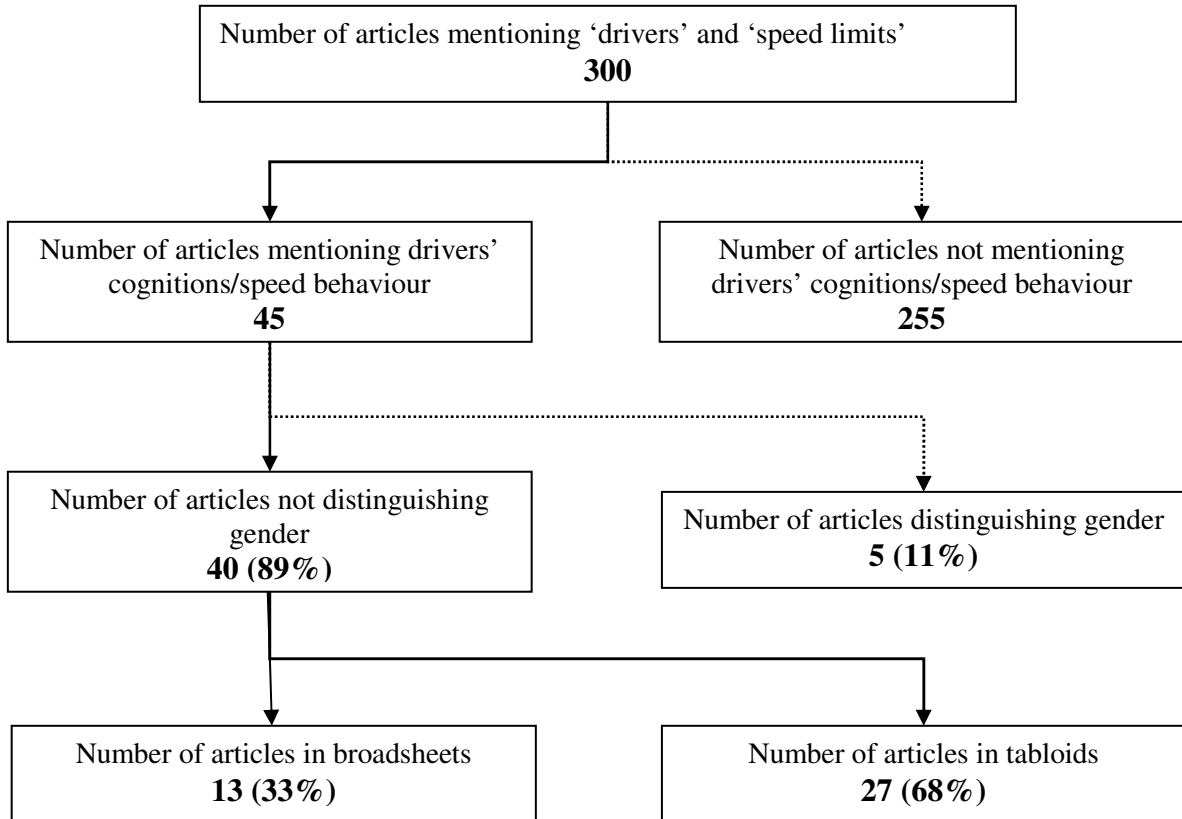 Number of articles mentioning ‘drivers’ and ‘speed limits’
300
Number of articles mentioning drivers’
cognitions/speed behaviour
45
Number of articles not mentioning
drivers’ cognitions/speed behaviour
255
Number of articles not distinguishing
gender
40 (89%)
Number of articles distinguishing gender
5 (11%)
Number of articles in broadsheets
13 (33%)
Number of articles in tabloids
27 (68%)